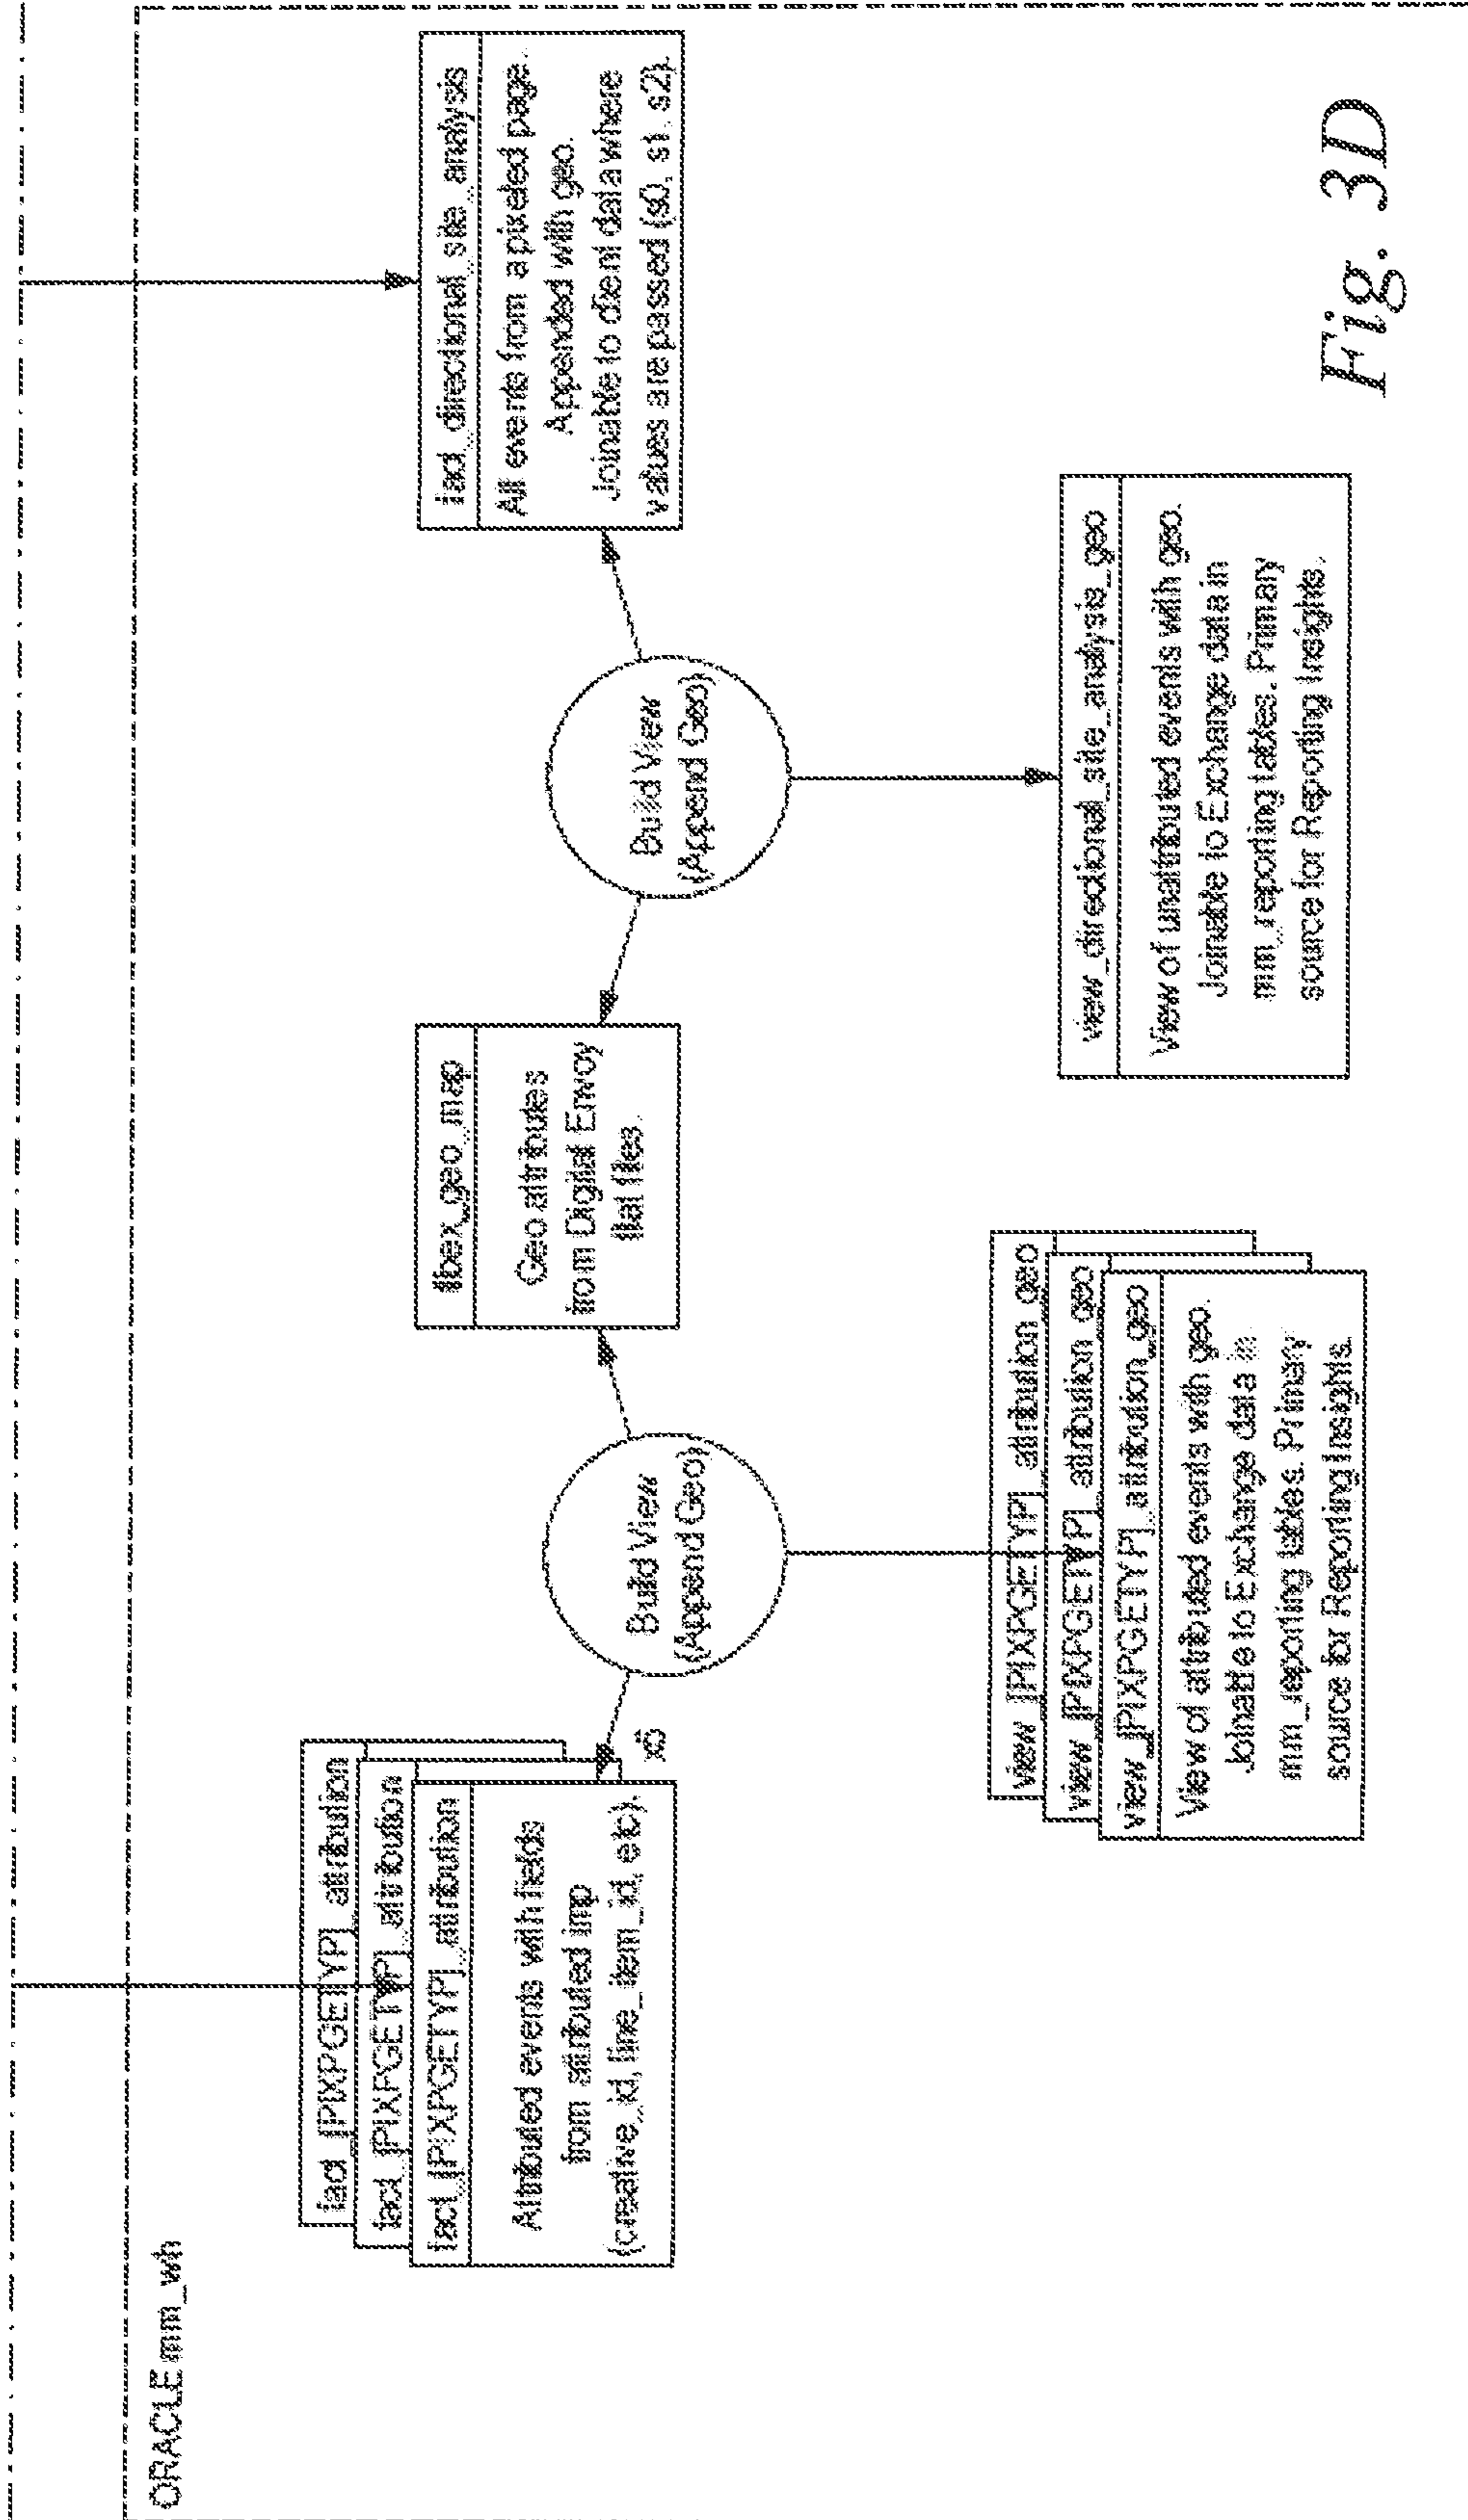 ORACLE mm_wh
fact_[PIXPGETYP]_attribution
fact_[PIXPGETYP]_attribution
fact_[PIXPGETYP]_attribution
Attributed events with fields
from attributed imp
(creative_id, line_item_id, etc).
Build View
(Append Geo)
view_[PIXPGETYP]_attribution_geo
view_[PIXPGETYP]_attribution_geo
view_[PIXPGETYP]_attribution_geo
View of attributed events with geo.
Joinable to Exchange data in
mm_reporting tables. Primary
source for Reporting Insights.
ibex_geo_map
Geo attributes
from Digital Envoy
flat files.
Build View
(Append Geo)
view_directional_site_analysis_geo
View of unattributed events with geo.
Joinable to Exchange data in
mm_reporting tables. Primary
source for Reporting Insights.
fact_directional_site_analysis
All events from a pixeled page.
Appended with geo.
Joinable to client data where
values are passed (s0, s1, s2).
Fig. 3D